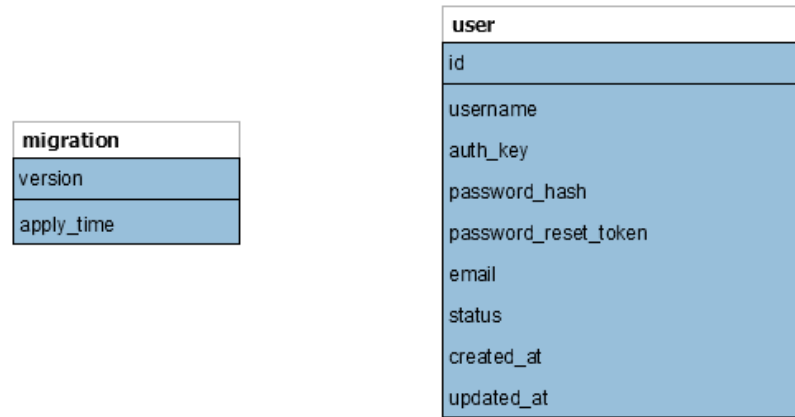 migration
version
apply_time
user
id
username
auth_key
password_hash
password_reset_token
email
status
created_at
updated_at